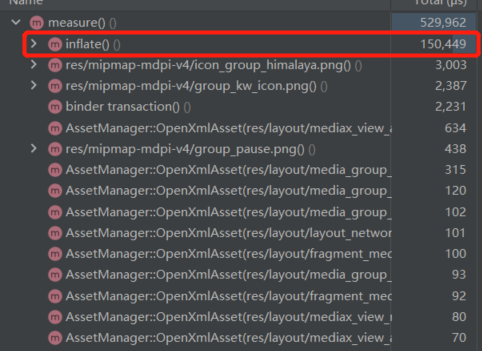 Name Total (μs)
measure() () 529,962
inflate() () 150,449
res/mipmap-mdpi-v4/icon_group_himalaya.png() () 3,003
res/mipmap-mdpi-v4/group_kw_icon.png() () 2,387
binder transaction() () 2,231
AssetManager::OpenXmlAsset(res/layout/mediax_view_a 634
res/mipmap-mdpi-v4/group_pause.png() () 438
AssetManager::OpenXmlAsset(res/layout/media_group_ 315
AssetManager::OpenXmlAsset(res/layout/media_group_ 120
AssetManager::OpenXmlAsset(res/layout/media_group_ 102
AssetManager::OpenXmlAsset(res/layout/layout_networ 101
AssetManager::OpenXmlAsset(res/layout/fragment_med 100
AssetManager::OpenXmlAsset(res/layout/media_group_ 93
AssetManager::OpenXmlAsset(res/layout/fragment_mec 92
AssetManager::OpenXmlAsset(res/layout/mediax_view_ 80
AssetManager::OpenXmlAsset(res/layout/mediax_view_a 70